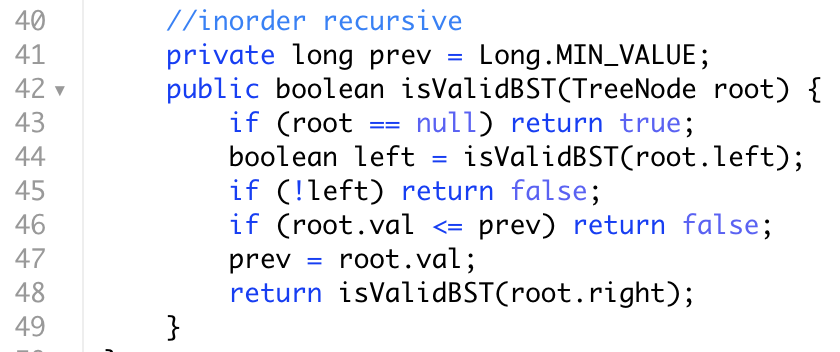 40 //inorder recursive
41 private long prev = Long.MIN_VALUE;
42 public boolean isValidBST(TreeNode root) {
43 if (root == null) return true;
44 boolean left = isValidBST(root.left);
45 if (!left) return false;
46 if (root.val <= prev) return false;
47 prev = root.val;
48 return isValidBST(root.right);
49 }